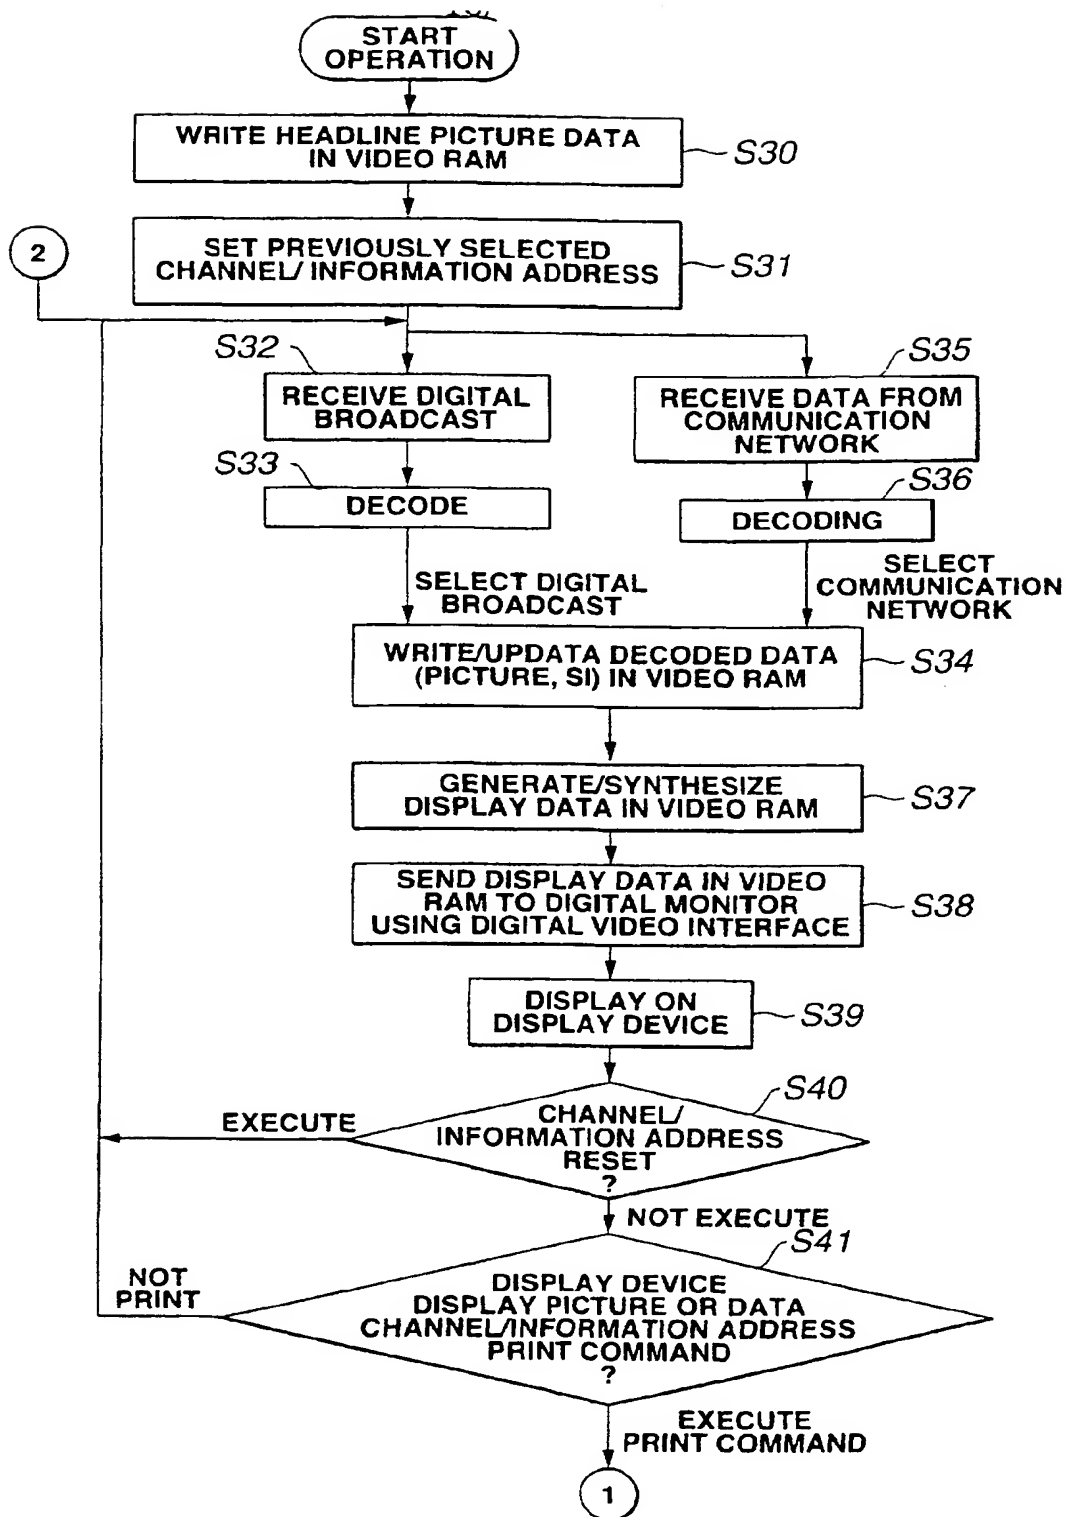 START
OPERATION
WRITE HEADLINE PICTURE DATA
IN VIDEO RAM
S30
2
SET PREVIOUSLY SELECTED
CHANNEL/ INFORMATION ADDRESS
S31
S32
RECEIVE DIGITAL
BROADCAST
S35
RECEIVE DATA FROM
COMMUNICATION
NETWORK
S33
DECODE
S36
DECODING
SELECT DIGITAL
BROADCAST
SELECT
COMMUNICATION
NETWORK
WRITE/UPDATA DECODED DATA
(PICTURE, SI) IN VIDEO RAM
S34
GENERATE/SYNTHESIZE
DISPLAY DATA IN VIDEO RAM
S37
SEND DISPLAY DATA IN VIDEO
RAM TO DIGITAL MONITOR
USING DIGITAL VIDEO INTERFACE
S38
DISPLAY ON
DISPLAY DEVICE
S39
S40
EXECUTE
CHANNEL/
INFORMATION ADDRESS
RESET
?
NOT EXECUTE
S41
NOT
PRINT
DISPLAY DEVICE
DISPLAY PICTURE OR DATA
CHANNEL/INFORMATION ADDRESS
PRINT COMMAND
?
EXECUTE
PRINT COMMAND
1